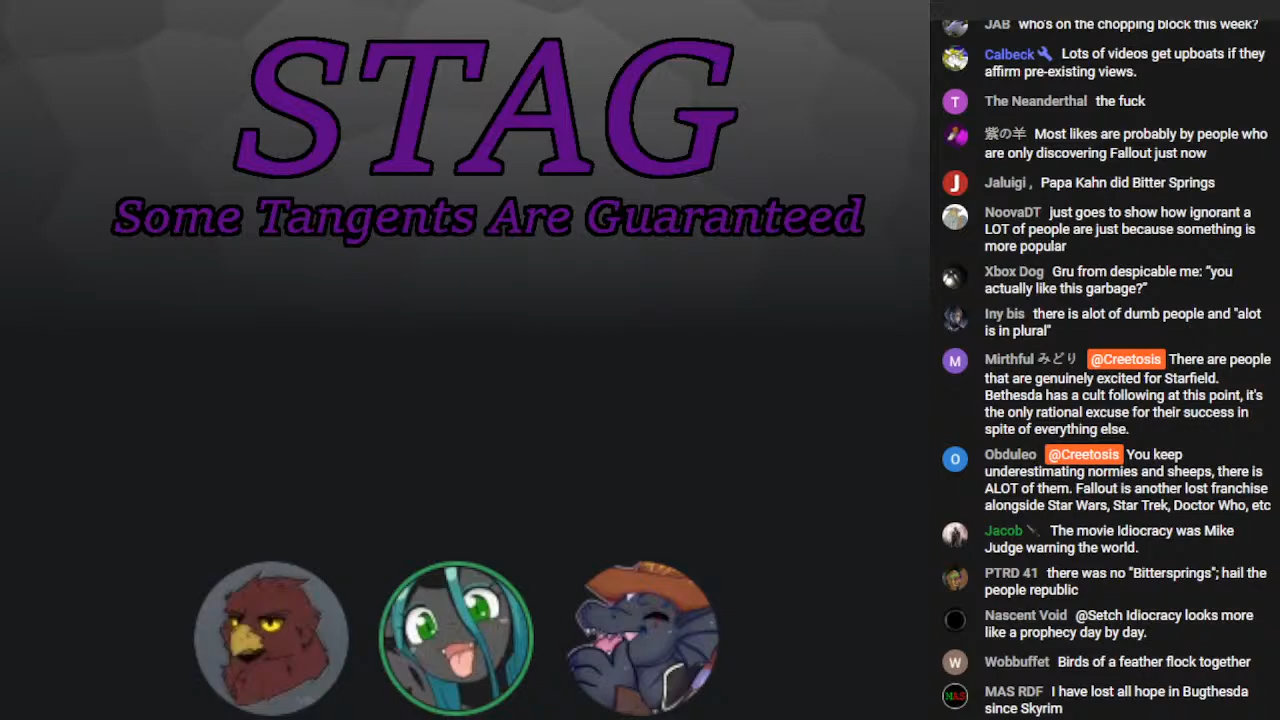 STAG
Some Tangents Are Guaranteed
JAB who's on the chopping block this week?
Calbeck Lots of videos get upboats if they
affirm pre-existing views.
T
The Neanderthal the fuck
紫の羊 Most likes are probably by people who
are only discovering Fallout just now
J
Jaluigi , Papa Kahn did Bitter Springs
NoovaDT just goes to show how ignorant a
LOT of people are just because something is
more popular
Xbox Dog Gru from despicable me: "you
actually like this garbage?"
Iny bis there is alot of dumb people and "alot
is in plural"
M
Mirthful みどり @Creetosis There are people
that are genuinely excited for Starfield.
Bethesda has a cult following at this point, it's
the only rational excuse for their success in
spite of everything else.
O
Obduleo @Creetosis You keep
underestimating normies and sheeps, there is
ALOT of them. Fallout is another lost franchise
alongside Star Wars, Star Trek, Doctor Who, etc
Jacob The movie Idiocracy was Mike
Judge warning the world.
PTRD 41 there was no "Bittersprings"; hail the
people republic
Nascent Void @Setch Idiocracy looks more
like a prophecy day by day.
W
Wobbuffet Birds of a feather flock together
MAS
MAS RDF I have lost all hope in Bugthesda
since Skyrim